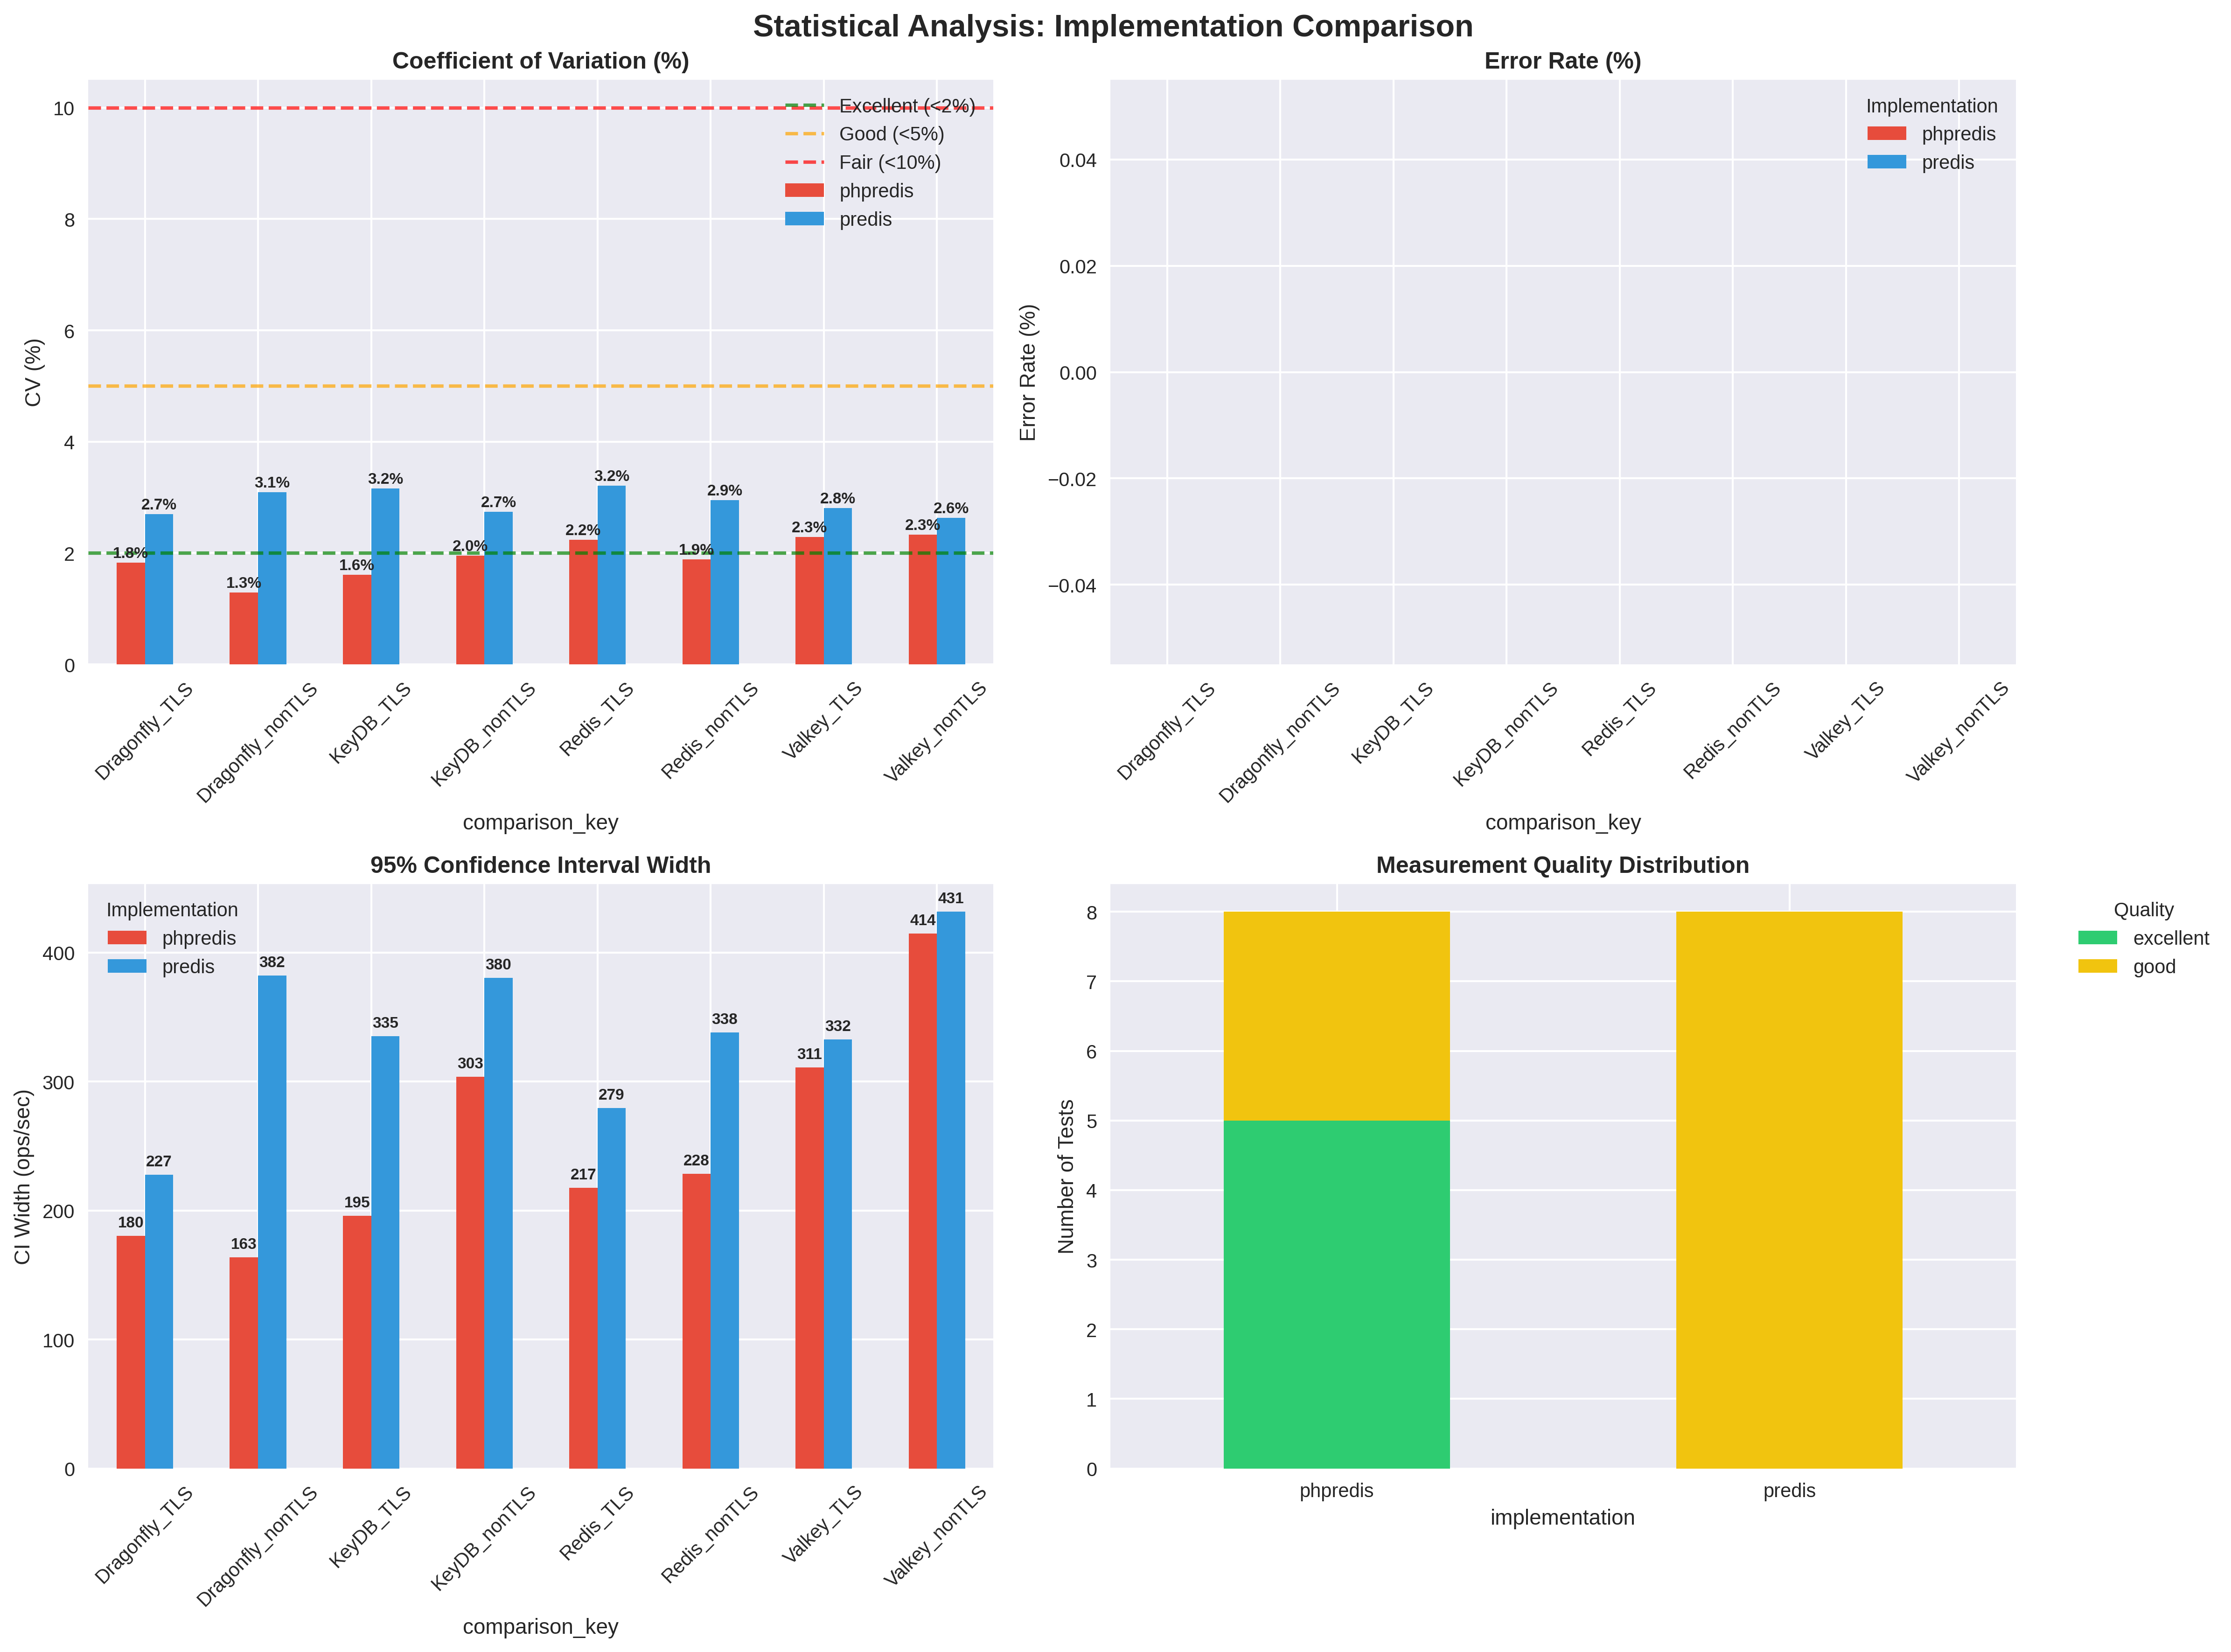 Statistical Analysis: Implementation Comparison
Coefficient of Variation (%)
CV (%)
10
8
6
4
2
0
Excellent (<2%)
Good (<5%)
Fair (<10%)
phpredis
predis
1.8%
2.7%
1.3%
3.1%
1.6%
3.2%
2.0%
2.7%
2.2%
3.2%
1.9%
2.9%
2.3%
2.8%
2.3%
2.6%
Dragonfly_TLS
Dragonfly_nonTLS
KeyDB_TLS
KeyDB_nonTLS
Redis_TLS
Redis_nonTLS
Valkey_TLS
Valkey_nonTLS
comparison_key
Error Rate (%)
Error Rate (%)
0.04
0.02
0.00
−0.02
−0.04
Implementation
phpredis
predis
Dragonfly_TLS
Dragonfly_nonTLS
KeyDB_TLS
KeyDB_nonTLS
Redis_TLS
Redis_nonTLS
Valkey_TLS
Valkey_nonTLS
comparison_key
95% Confidence Interval Width
CI Width (ops/sec)
400
300
200
100
0
Implementation
phpredis
predis
180
227
163
382
195
335
303
380
217
279
228
338
311
332
414
431
Dragonfly_TLS
Dragonfly_nonTLS
KeyDB_TLS
KeyDB_nonTLS
Redis_TLS
Redis_nonTLS
Valkey_TLS
Valkey_nonTLS
comparison_key
Measurement Quality Distribution
Number of Tests
8
7
6
5
4
3
2
1
0
phpredis
predis
implementation
Quality
excellent
good